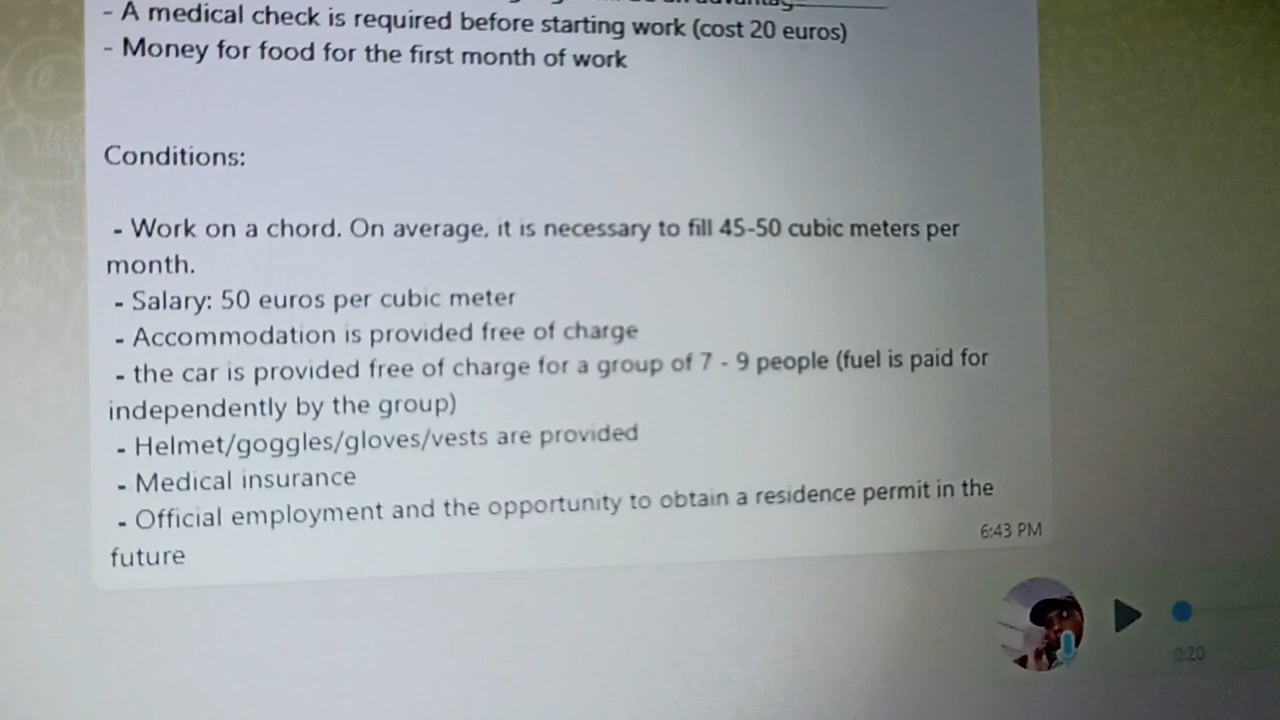 - A medical check is required before starting work (cost 20 euros)
- Money for food for the first month of work
Conditions:
- Work on a chord. On average, it is necessary to fill 45-50 cubic meters per
month.
- Salary: 50 euros per cubic meter
- Accommodation is provided free of charge
- the car is provided free of charge for a group of 7 - 9 people (fuel is paid for
independently by the group)
- Helmet/goggles/gloves/vests are provided
- Medical insurance
- Official employment and the opportunity to obtain a residence permit in the
future
6:43 PM
0:20